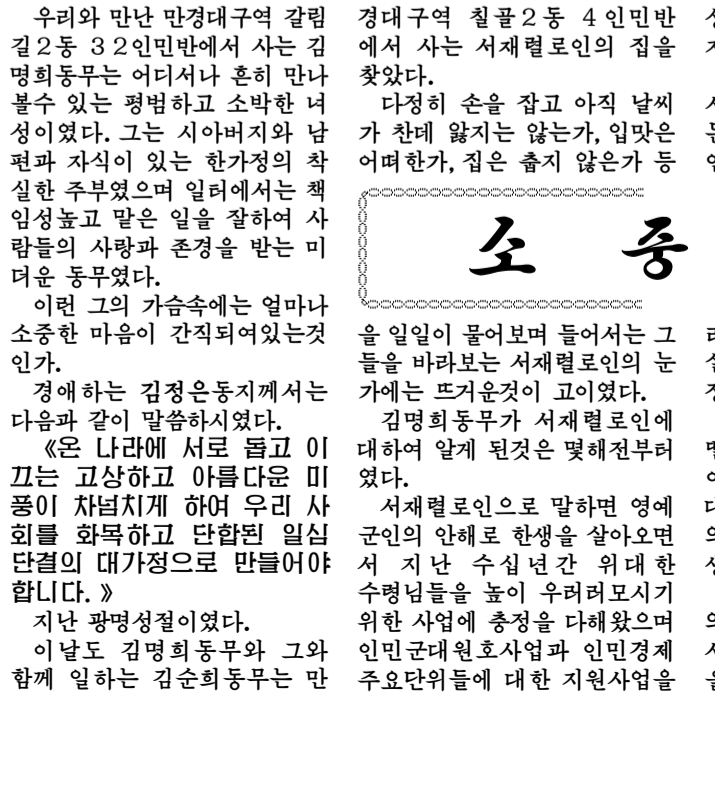 우리와 만난 만경대구역 갈림
길2동 32인민반에서 사는 김
명희동무는 어디서나 흔히 만나
볼수 있는 평범하고 소박한 녀
성이였다. 그는 시아버지와 남
편과 자식이 있는 한가정의 착
실한 주부였으며 일터에서는 책
임성높고 맡은 일을 잘하여 사
람들의 사랑과 존경을 받는 미
더운 동무였다.
이런 그의 가슴속에는 얼마나
소중한 마음이 간직되여있는것
인가.
경애하는 김정은동지께서는
다음과 같이 말씀하시였다.
《온 나라에 서로 돕고 이
끄는 고상하고 아름다운 미
풍이 차넘치게 하여 우리 사
회를 화목하고 단합된 일심
단결의 대가정으로 만들어야
합니다.》
지난 광명성절이였다.
이날도 김명희동무와 그와
함께 일하는 김순희동무는 만
경대구역 칠골2동 4인민반
에서 사는 서재렬로인의 집을
찾았다.
다정히 손을 잡고 아직 날씨
가 찬데 앓지는 않는가, 입맛은
어떠한가, 집은 춥지 않은가 등
소 중
을 일일이 물어보며 들어서는 그
들을 바라보는 서재렬로인의 눈
가에는 뜨거운것이 고이였다.
김명희동무가 서재렬로인에
대하여 알게 된것은 몇해전부터
였다.
서재렬로인으로 말하면 영예
군인의 안해로 한생을 살아오면
서 지난 수십년간 위대한
수령님들을 높이 우러러모시기
위한 사업에 충정을 다해왔으며
인민군대원호사업과 인민경제
주요단위들에 대한 지원사업을